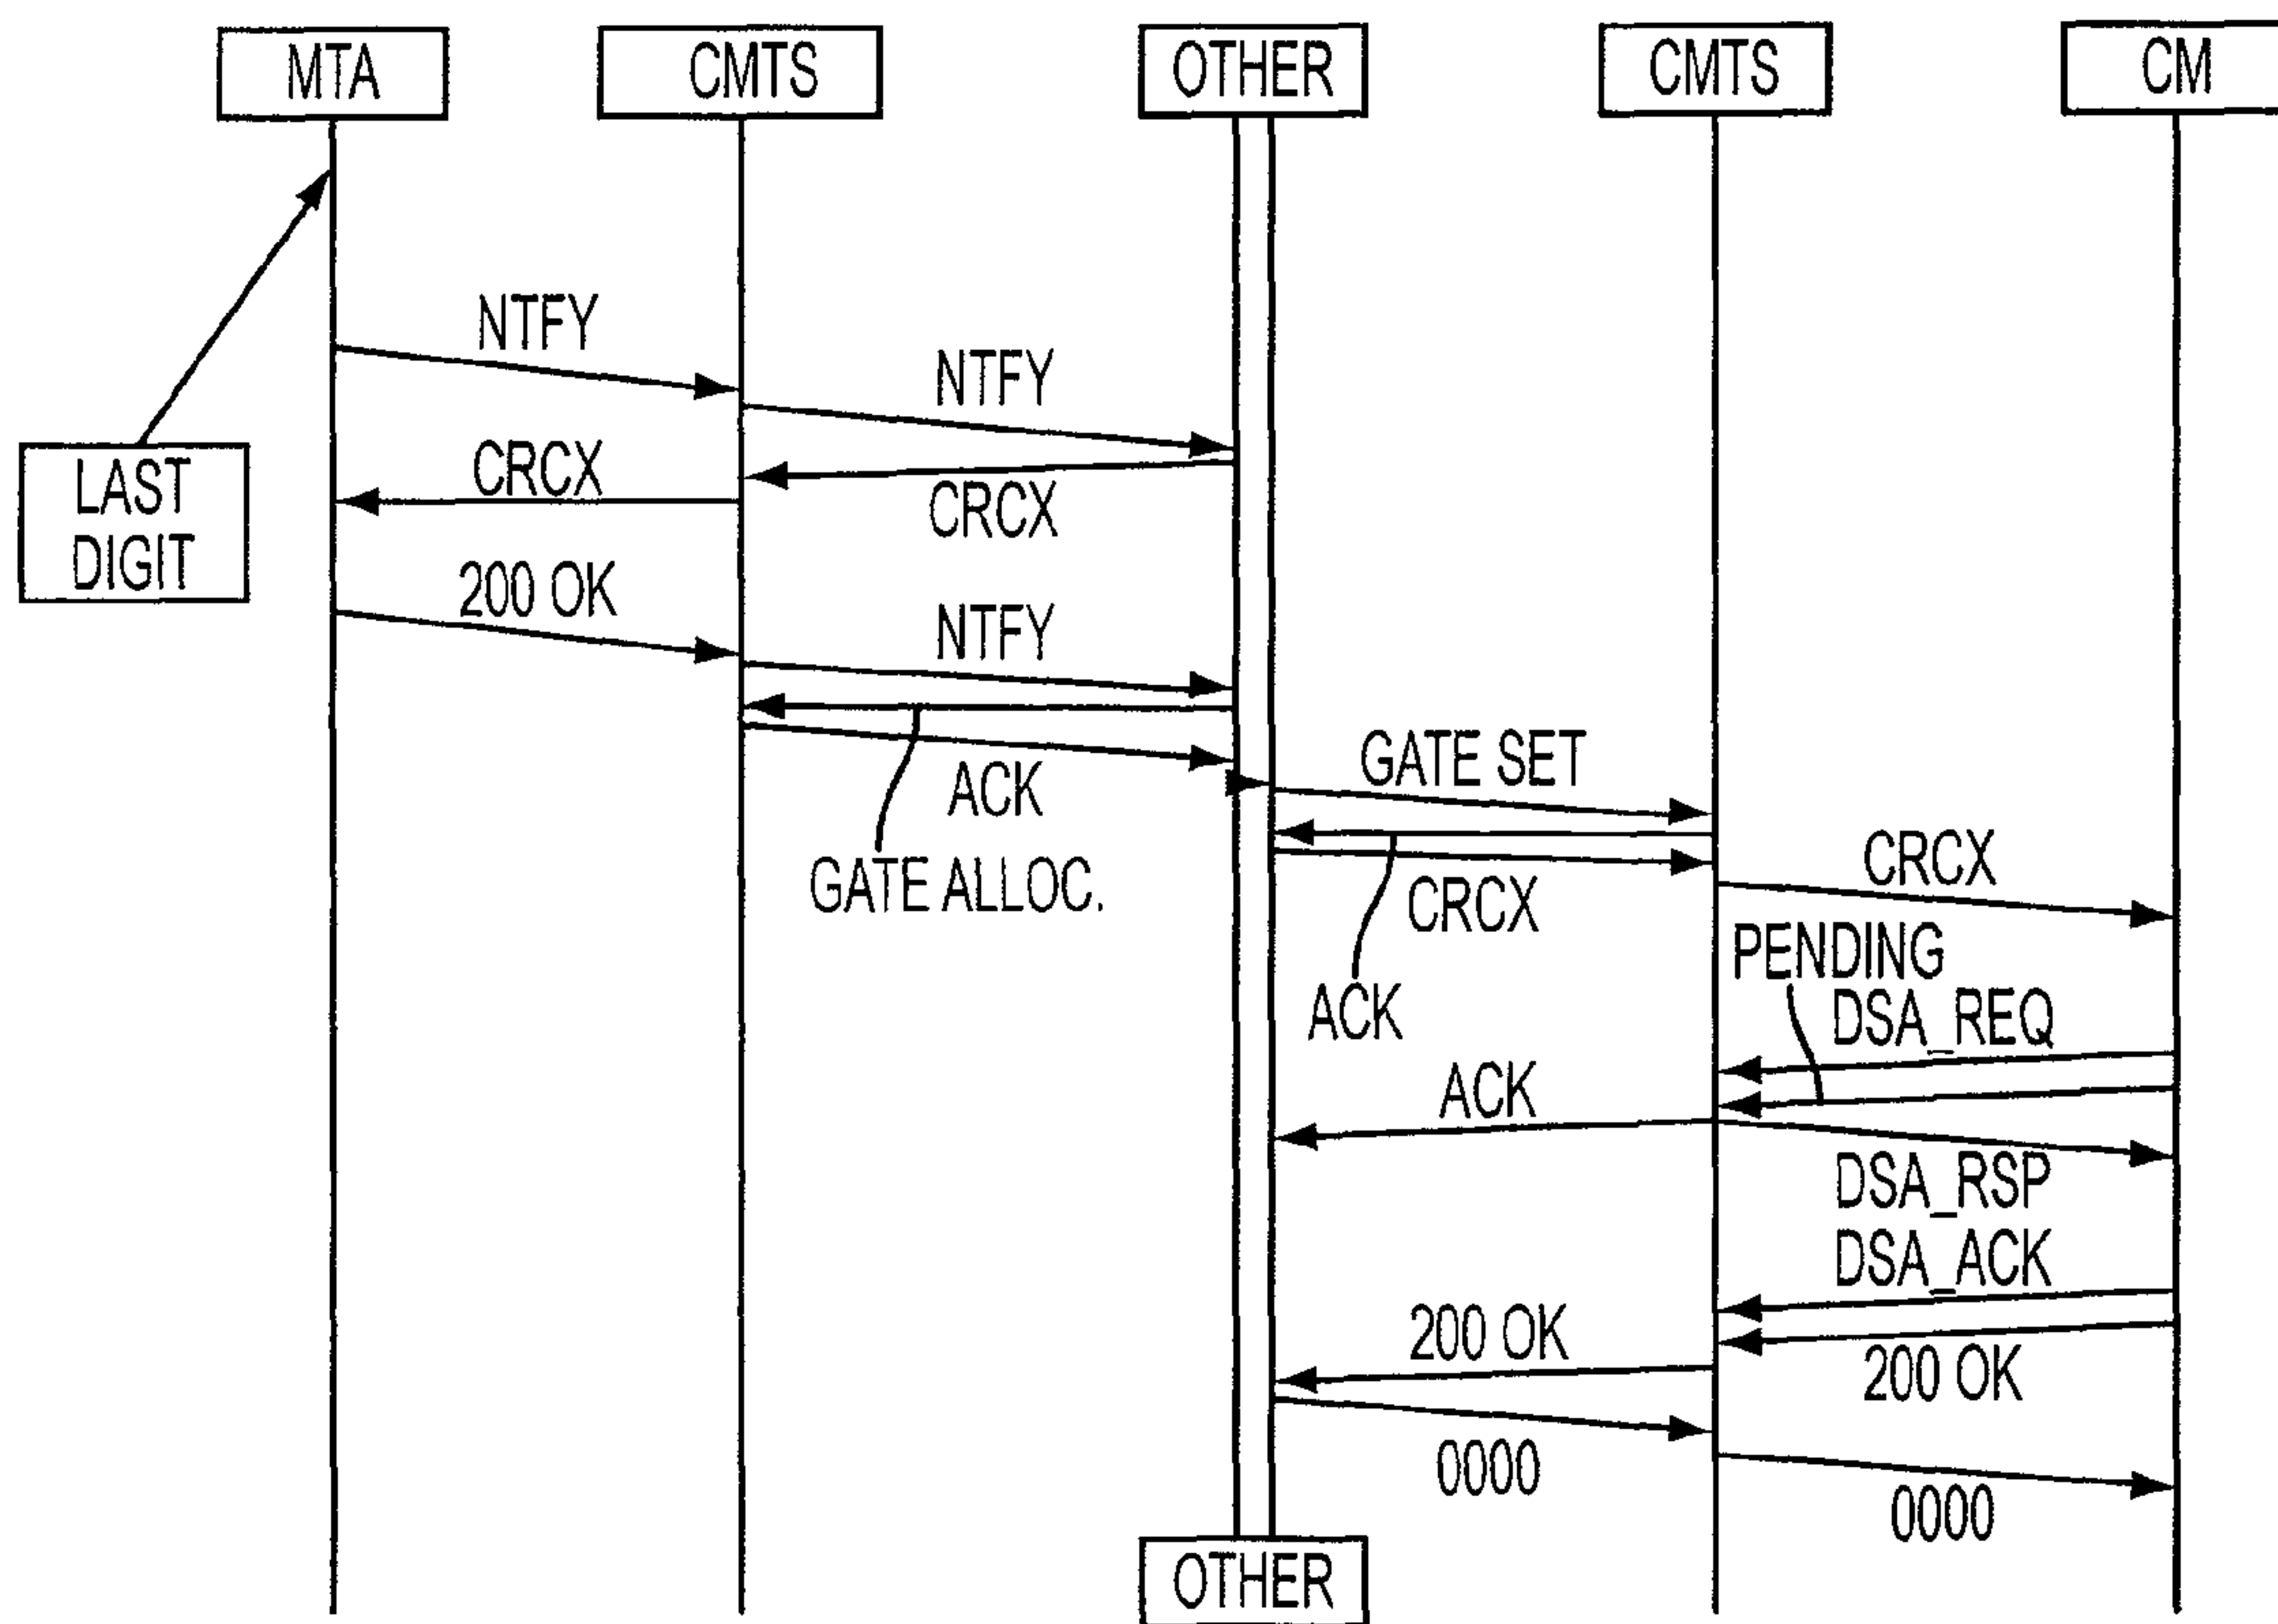 MTA
CMTS
OTHER
CMTS
CM
NTFY
NTFY
CRCX
CRCX
LAST
DIGIT
200 OK
NTFY
GATE SET
ACK
GATE ALLOC.
CRCX
CRCX
PENDING
ACK
DSA_REQ
ACK
DSA_RSP
DSA_ACK
200 OK
200 OK
0000
0000
OTHER